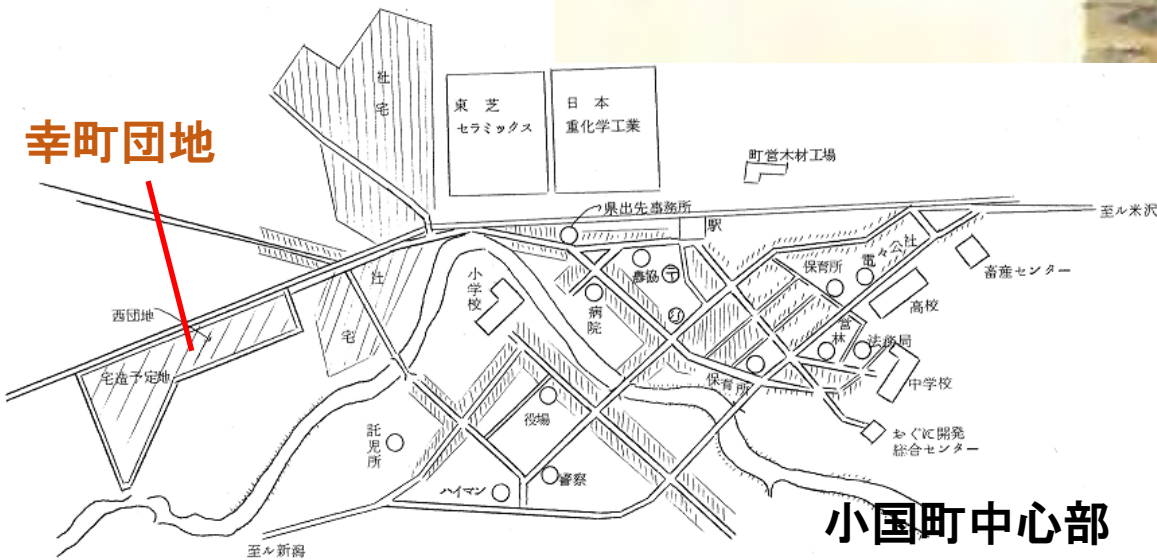 幸町団地
社宅
東芝
セラミックス
日本
重化学工業
町営木材工場
県出先事務所
駅
至ル米沢
西団地
宅造予定地
社宅
小学校
農協
〒
病院
保育所
電々公社
畜産センター
高校
営林
法務局
保育所
中学校
役場
託児所
おぐに開発
総合センター
ハイマン
警察
至ル新潟
小国町中心部